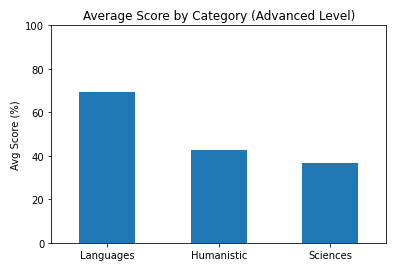 Average Score by Category (Advanced Level)
Avg Score (%)
100
80
60
40
20
0
Languages
Humanistic
Sciences